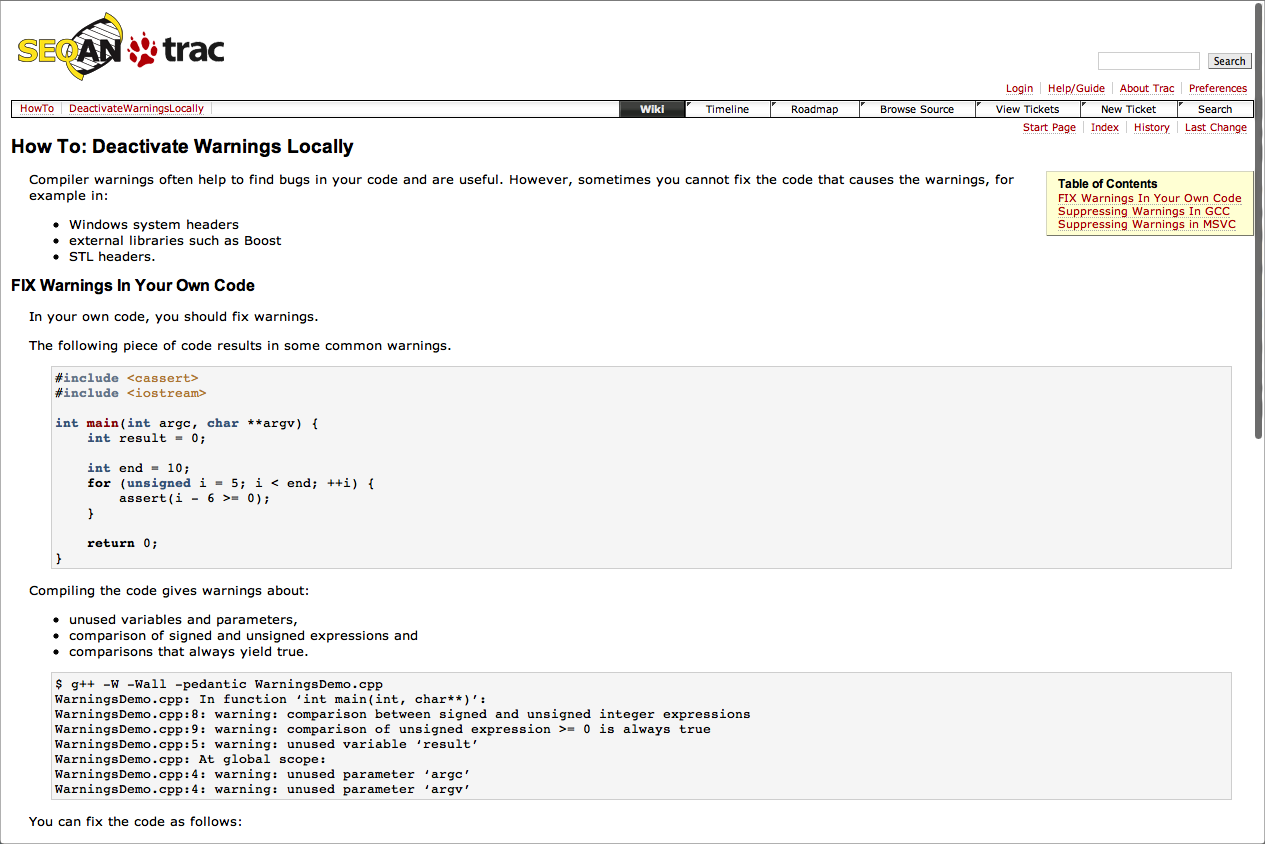 SEQAN trac
Search
Login Help/Guide About Trac Preferences
HowTo DeactivateWarningsLocally Wiki Timeline Roadmap Browse Source View Tickets New Ticket Search
Start Page Index History Last Change
How To: Deactivate Warnings Locally
Compiler warnings often help to find bugs in your code and are useful. However, sometimes you cannot fix the code that causes the warnings, for
example in:
• Windows system headers
• external libraries such as Boost
• STL headers.
Table of Contents
FIX Warnings In Your Own Code
Suppressing Warnings In GCC
Suppressing Warnings in MSVC
FIX Warnings In Your Own Code
In your own code, you should fix warnings.
The following piece of code results in some common warnings.
#include <cassert>
#include <iostream>
int main(int argc, char **argv) {
    int result = 0;
    int end = 10;
    for (unsigned i = 5; i < end; ++i) {
        assert(i - 6 >= 0);
    }
    return 0;
}
Compiling the code gives warnings about:
• unused variables and parameters,
• comparison of signed and unsigned expressions and
• comparisons that always yield true.
$ g++ -W -Wall -pedantic WarningsDemo.cpp
WarningsDemo.cpp: In function ‘int main(int, char**)’:
WarningsDemo.cpp:8: warning: comparison between signed and unsigned integer expressions
WarningsDemo.cpp:9: warning: comparison of unsigned expression >= 0 is always true
WarningsDemo.cpp:5: warning: unused variable ‘result’
WarningsDemo.cpp: At global scope:
WarningsDemo.cpp:4: warning: unused parameter ‘argc’
WarningsDemo.cpp:4: warning: unused parameter ‘argv’
You can fix the code as follows: